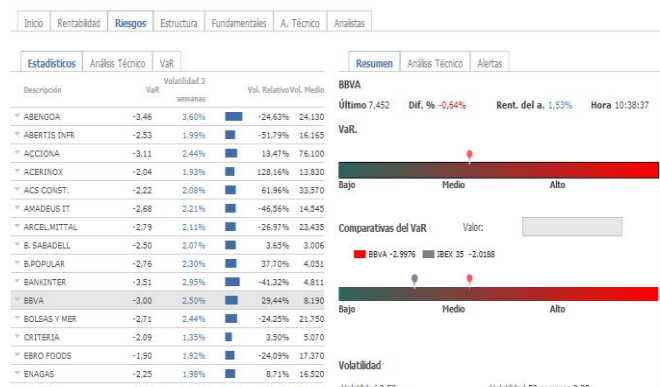 Inicio Rentabilidad Riesgos Estructura Fundamentales A. Técnico Analistas
Estadísticos Análisis Técnico VaR
Descripción VaR Volatilidad 2 semanas Vol. Relativo Vol. Medio
ABENGOA -3,46 3.60% -24,63% 24,130
ABERTIS INFR -2,53 1,99% -51,79% 16,165
ACCIONA -3,11 2,44% 13.47% 76,100
ACERINOX -2,04 1,93% 128,16% 13,830
ACS CONST. -2,22 2,08% 61,96% 33,570
AMADEUS IT -2,68 2,21% -46,56% 14,545
ARCEL.MITTAL -2,79 2,11% -26,97% 23,435
B. SABADELL -2,50 2,07% 3.65% 3,006
B.POPULAR -2,76 2,30% 37,70% 4,051
BANKINTER -3,51 2,95% -41,32% 4,811
BBVA -3,00 2,50% 29,44% 8,190
BOLSAS Y MER -2,71 2,44% -24,25% 21,750
CRITERIA -2,09 1,35% 3.50% 5,070
EBRO FOODS -1,90 1,92% -24,09% 17,370
ENAGAS -2,25 1,98% 8,71% 16,520
Resumen Análisis Técnico Alertas
BBVA
Último 7,452 Dif. % -0,64% Rent. del a. 1,53% Hora 10:38:37
VaR.
Bajo Medio Alto
Comparativas del VaR Valor:
BBVA -2.9976 IBEX 35 -2.0188
Bajo Medio Alto
Volatilidad